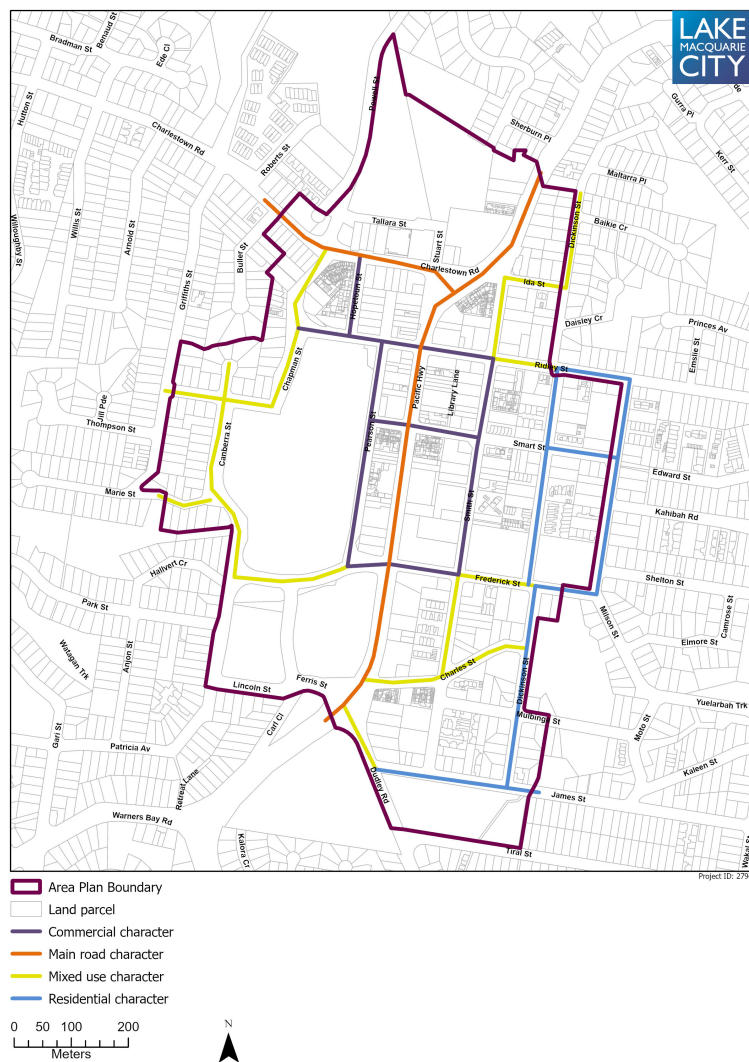 LAKE
MACQUARIE
CITY
Bradman St
Benaud St
Ede Cl
Hutton St
Charlestown Rd
Powell St
Sherburn Pl
Gurra Pl
Kerr St
Roberts St
Maltarra Pl
Willoughby St
Willis St
Arnold St
Buller St
Tallara St
Stuart St
Dickinson St
Baikie Cr
Griffiths St
Charlestown Rd
Hopetoun St
Ida St
Daisley Cr
Princes Av
Emslie St
Chapman St
Pacific Hwy
Library Lane
Ridley St
Jill Pde
Thompson St
Canberra St
Pearson St
Smart St
Edward St
Marie St
Smith St
Kahibah Rd
Hallvert Cr
Frederick St
Shelton St
Park St
Milson St
Camrose St
Watagan Trk
Anjon St
Elmore St
Charles St
Lincoln St
Ferris St
Dickinson St
Yuelarbah Trk
Gari St
Carl Cl
Mulbinga St
Moto St
Patricia Av
Kaleen St
Retreat Lane
Dudley Rd
James St
Warners Bay Rd
Kalora Cr
Tiral St
Wakal St
Project ID: 279
Area Plan Boundary
Land parcel
Commercial character
Main road character
Mixed use character
Residential character
0 50 100 200
Meters
N